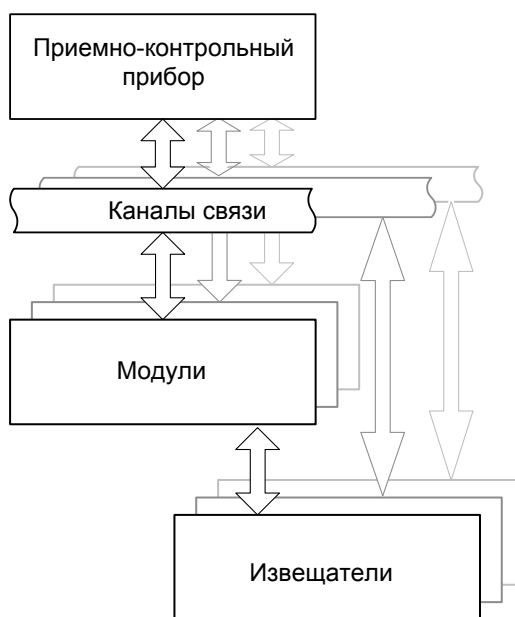 Приемно-контрольный
прибор
Каналы связи
Модули
Извещатели